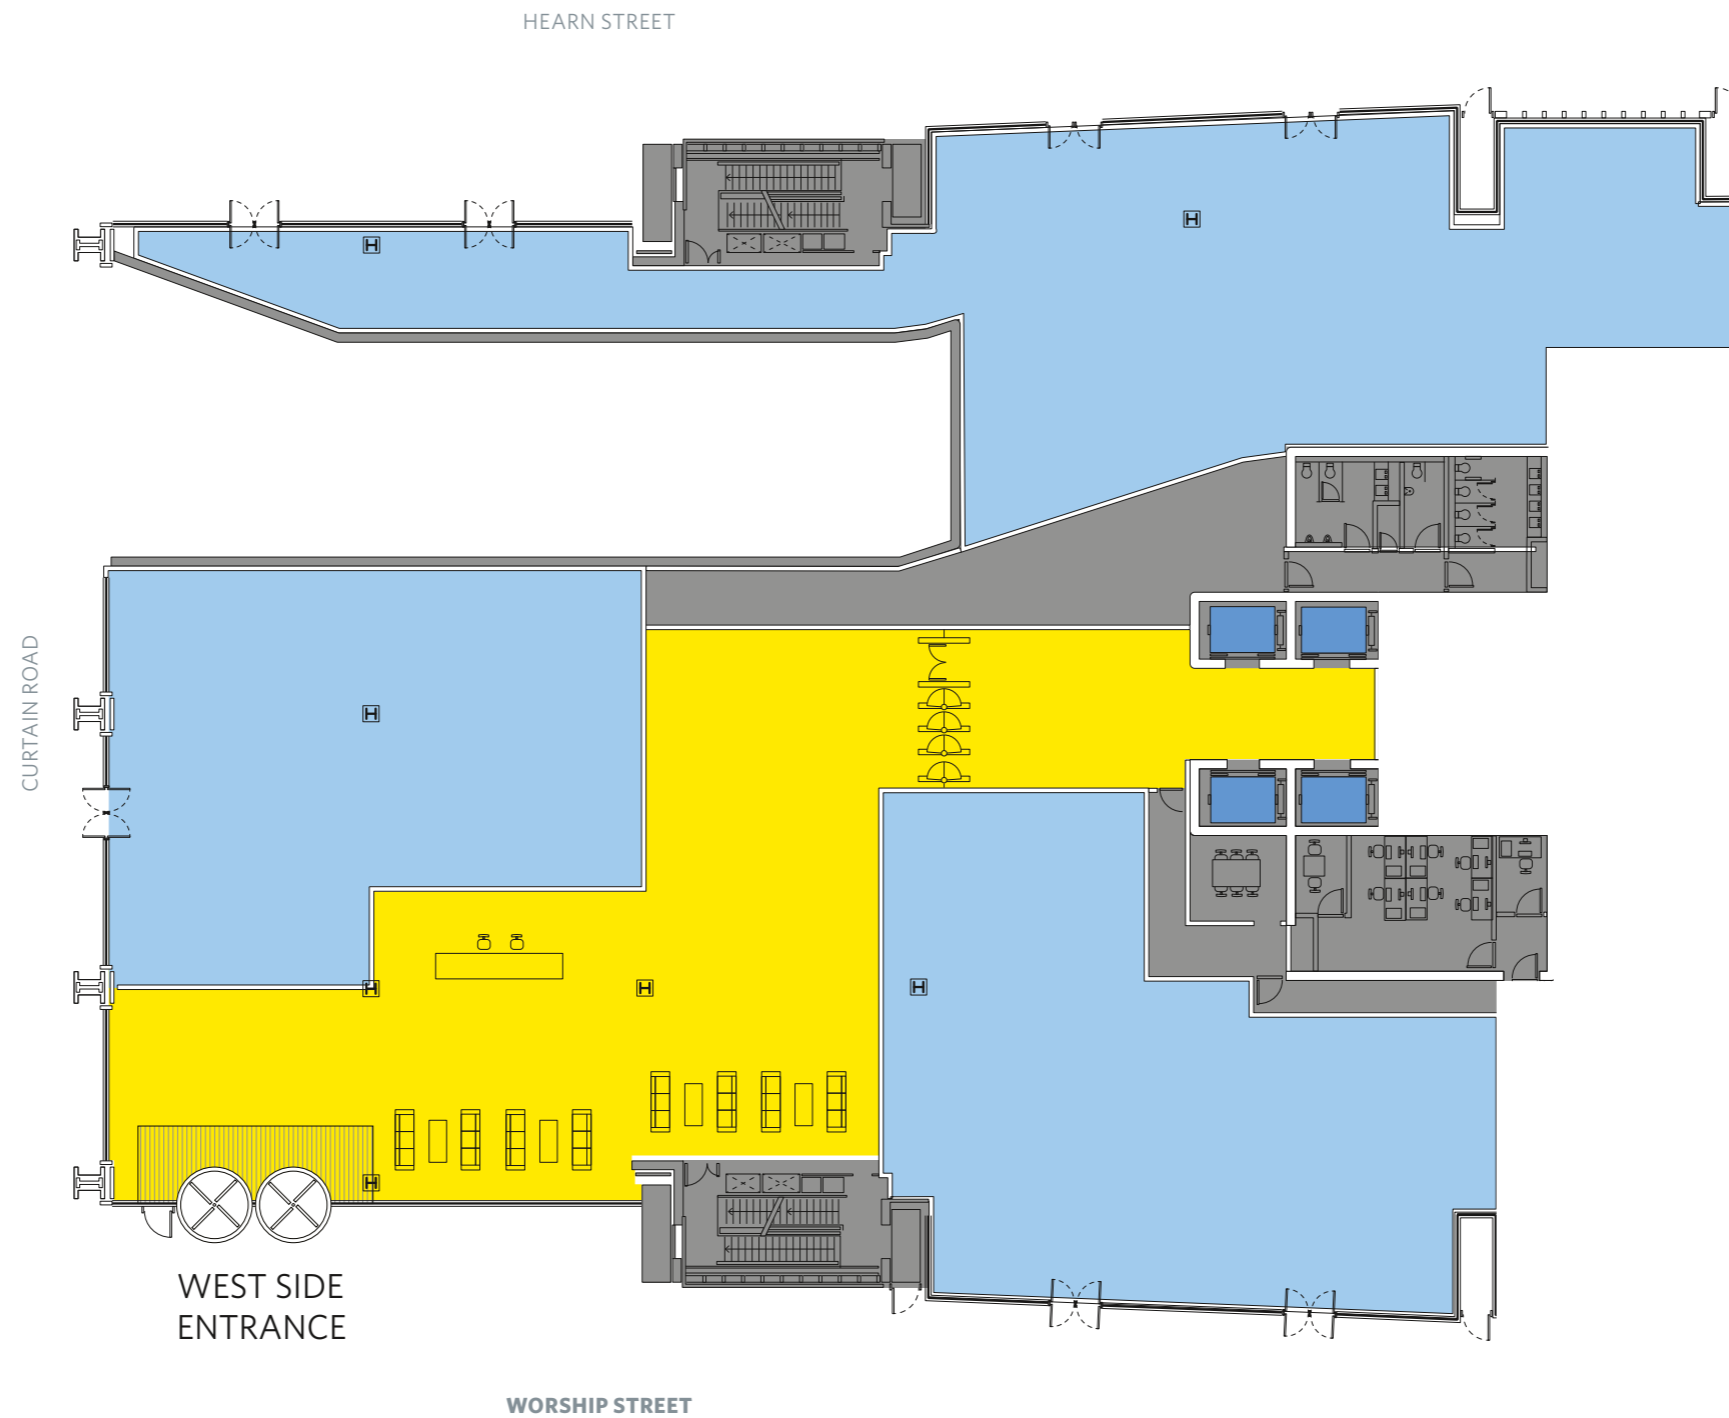 HEARN STREET
CURTAIN ROAD
WEST SIDE
ENTRANCE
WORSHIP STREET